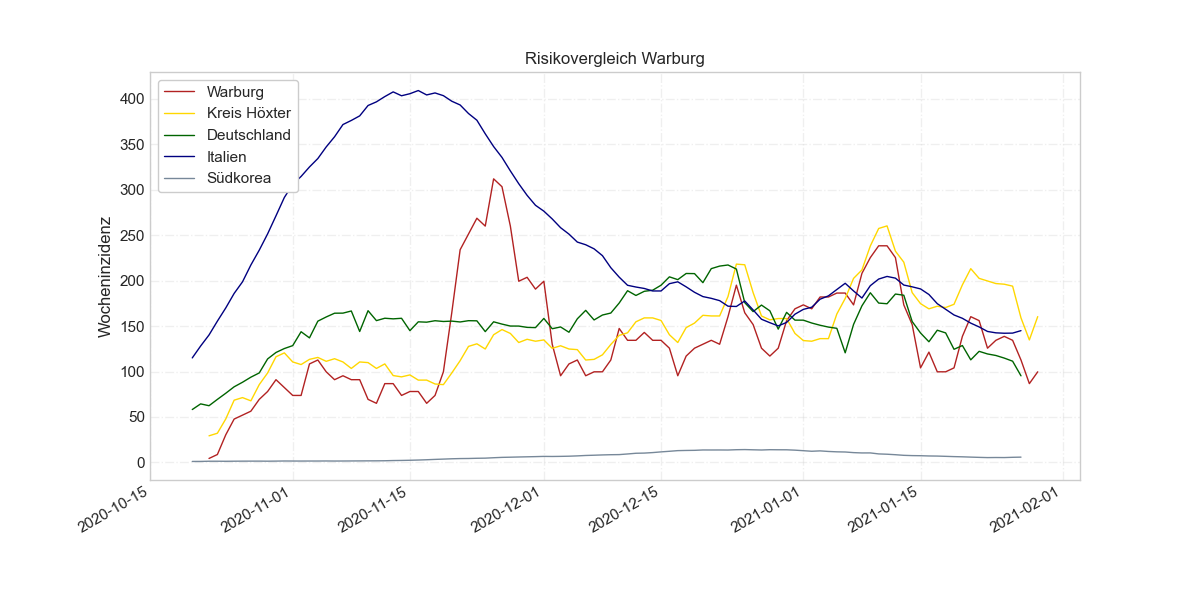 Risikovergleich Warburg
Warburg
Kreis Höxter
Deutschland
Italien
Südkorea
Wocheninzidenz
400
350
300
250
200
150
100
50
0
2020-10-15
2020-11-01
2020-11-15
2020-12-01
2020-12-15
2021-01-01
2021-01-15
2021-02-01